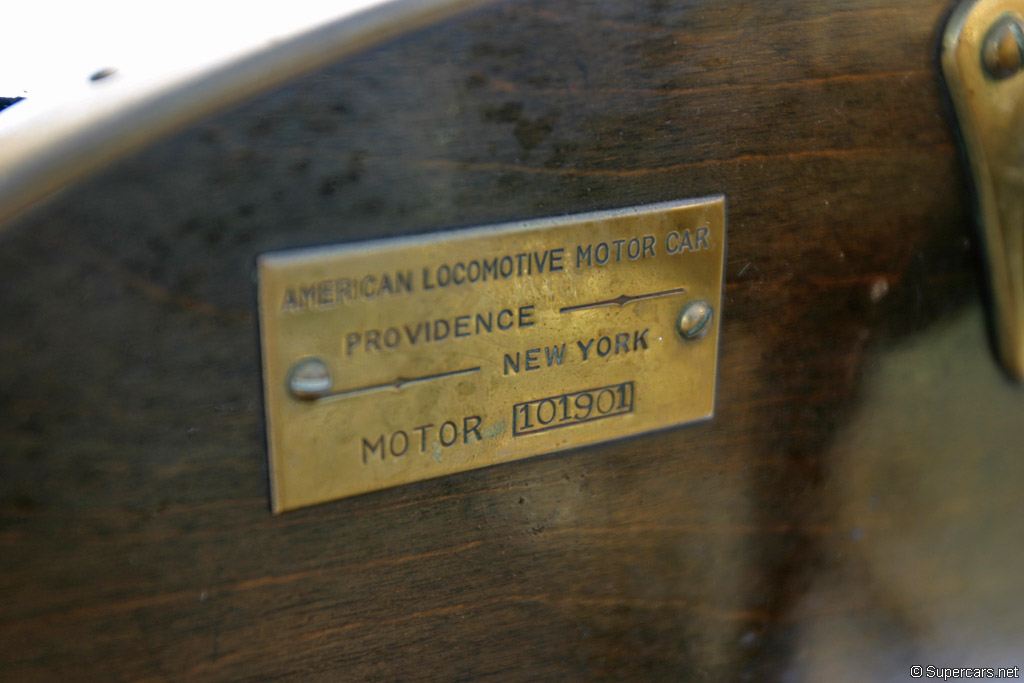 AMERICAN LOCOMOTIVE MOTOR CAR
PROVIDENCE
NEW YORK
MOTOR 101901
© Supercars.net